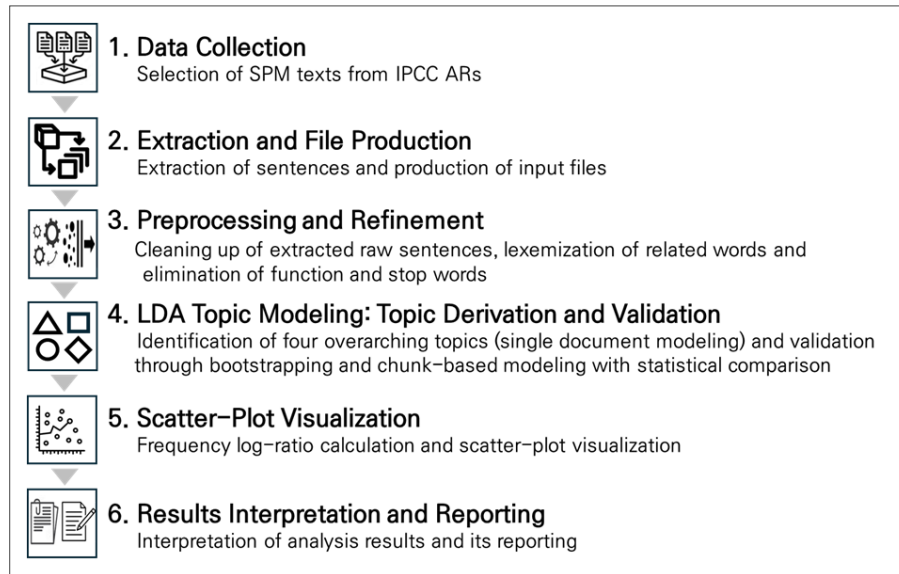 1. Data Collection
Selection of SPM texts from IPCC ARs
2. Extraction and File Production
Extraction of sentences and production of input files
3. Preprocessing and Refinement
Cleaning up of extracted raw sentences, lexemization of related words and
elimination of function and stop words
4. LDA Topic Modeling: Topic Derivation and Validation
Identification of four overarching topics (single document modeling) and validation
through bootstrapping and chunk-based modeling with statistical comparison
5. Scatter-Plot Visualization
Frequency log-ratio calculation and scatter-plot visualization
6. Results Interpretation and Reporting
Interpretation of analysis results and its reporting